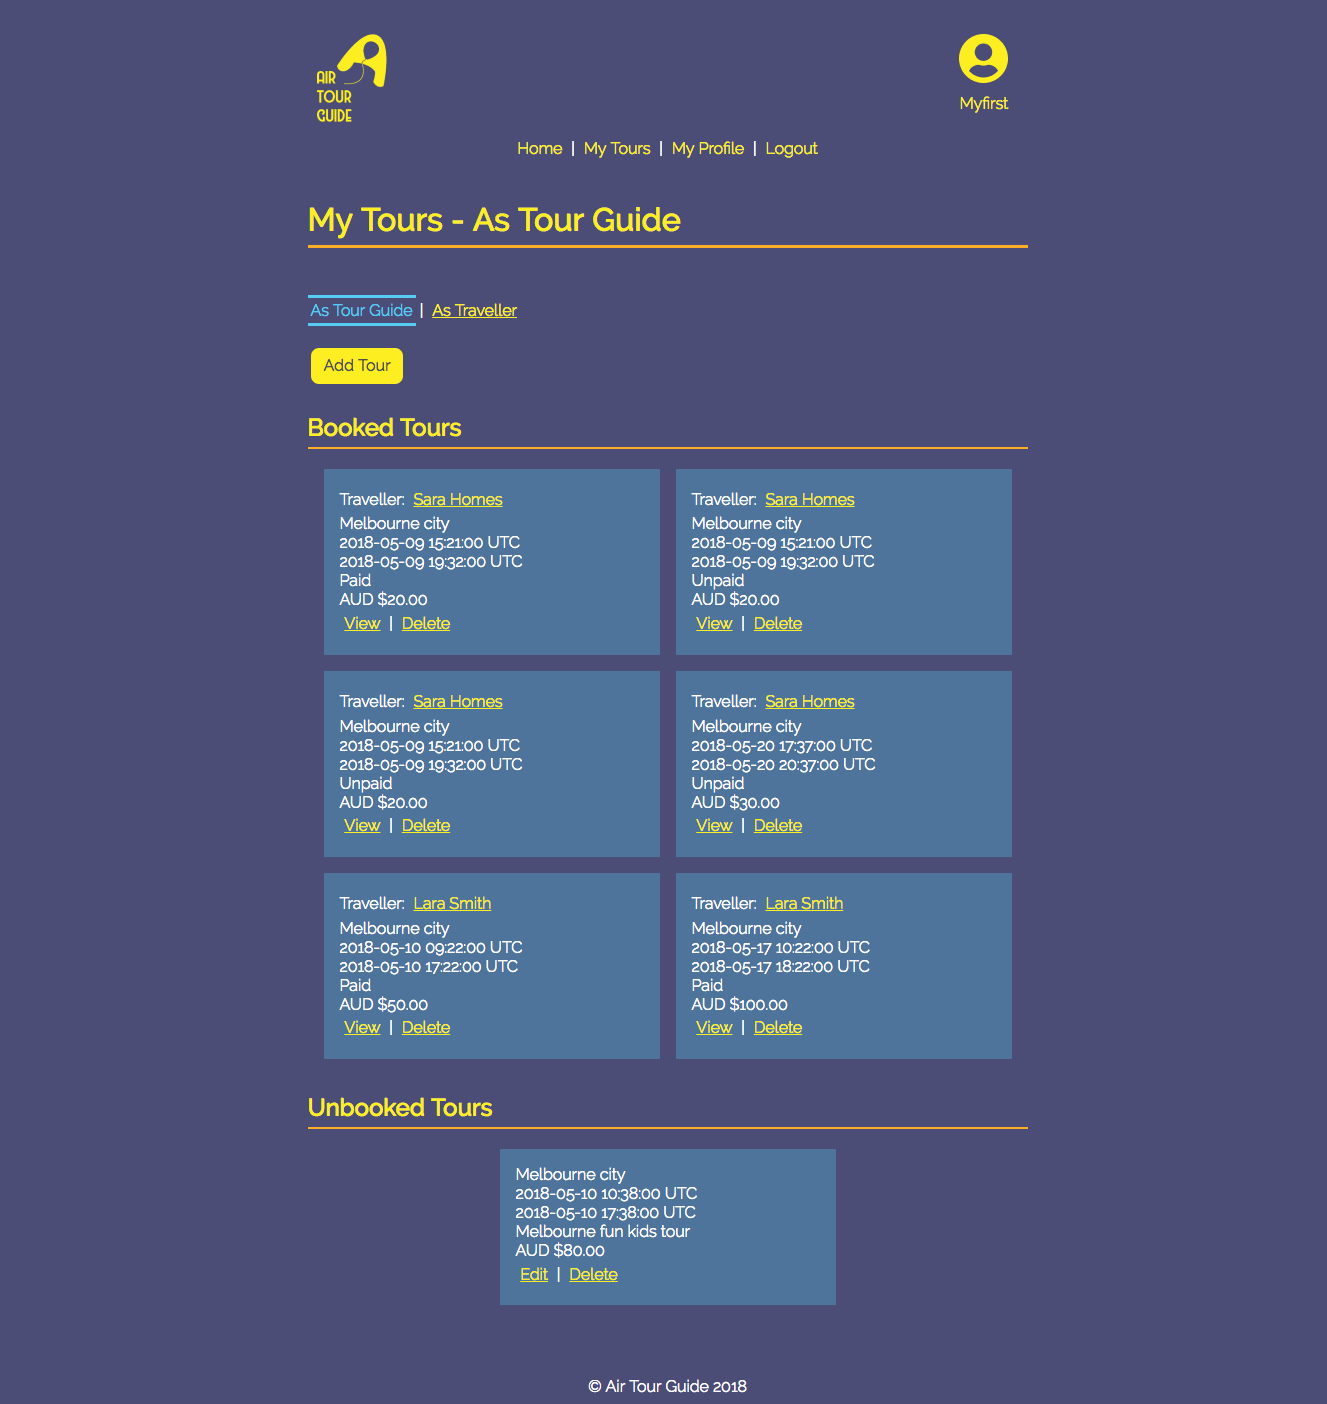 AIR
TOUR
GUIDE
Myfirst
Home | My Tours | My Profile | Logout
My Tours - As Tour Guide
As Tour Guide | As Traveller
Add Tour
Booked Tours
Traveller: Sara Homes
Melbourne city
2018-05-09 15:21:00 UTC
2018-05-09 19:32:00 UTC
Paid
AUD $20.00
View | Delete
Traveller: Sara Homes
Melbourne city
2018-05-09 15:21:00 UTC
2018-05-09 19:32:00 UTC
Unpaid
AUD $20.00
View | Delete
Traveller: Sara Homes
Melbourne city
2018-05-09 15:21:00 UTC
2018-05-09 19:32:00 UTC
Unpaid
AUD $20.00
View | Delete
Traveller: Sara Homes
Melbourne city
2018-05-20 17:37:00 UTC
2018-05-20 20:37:00 UTC
Unpaid
AUD $30.00
View | Delete
Traveller: Lara Smith
Melbourne city
2018-05-10 09:22:00 UTC
2018-05-10 17:22:00 UTC
Paid
AUD $50.00
View | Delete
Traveller: Lara Smith
Melbourne city
2018-05-17 10:22:00 UTC
2018-05-17 18:22:00 UTC
Paid
AUD $100.00
View | Delete
Unbooked Tours
Melbourne city
2018-05-10 10:38:00 UTC
2018-05-10 17:38:00 UTC
Melbourne fun kids tour
AUD $80.00
Edit | Delete
© Air Tour Guide 2018